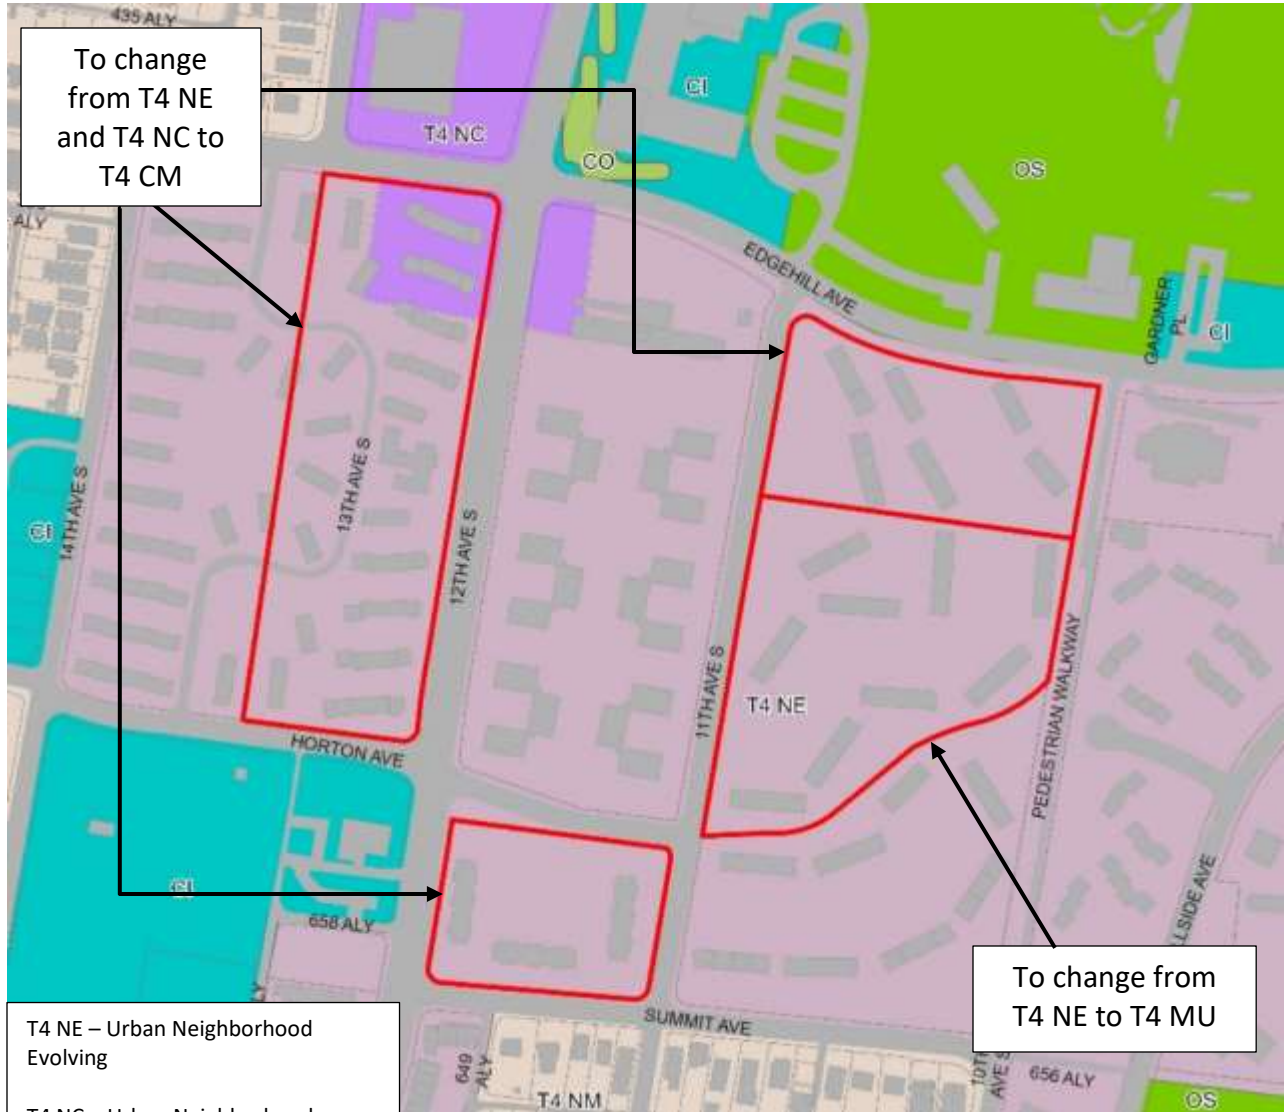 435 ALY
To change
from T4 NE
and T4 NC to
T4 CM
T4 NC
CI
CO
OS
ALY
EDGEHILL AVE
GARDNER
PL
CI
14TH AVE S
13TH AVE S
12TH AVE S
CI
11TH AVE S
T4 NE
PEDESTRIAN WALKWAY
HORTON AVE
CI
658 ALY
LLSIDE AVE
To change from
T4 NE to T4 MU
LY
SUMMIT AVE
T4 NE – Urban Neighborhood
Evolving
649
ALY
T4 NM
10TH
AVE S
656 ALY
OS